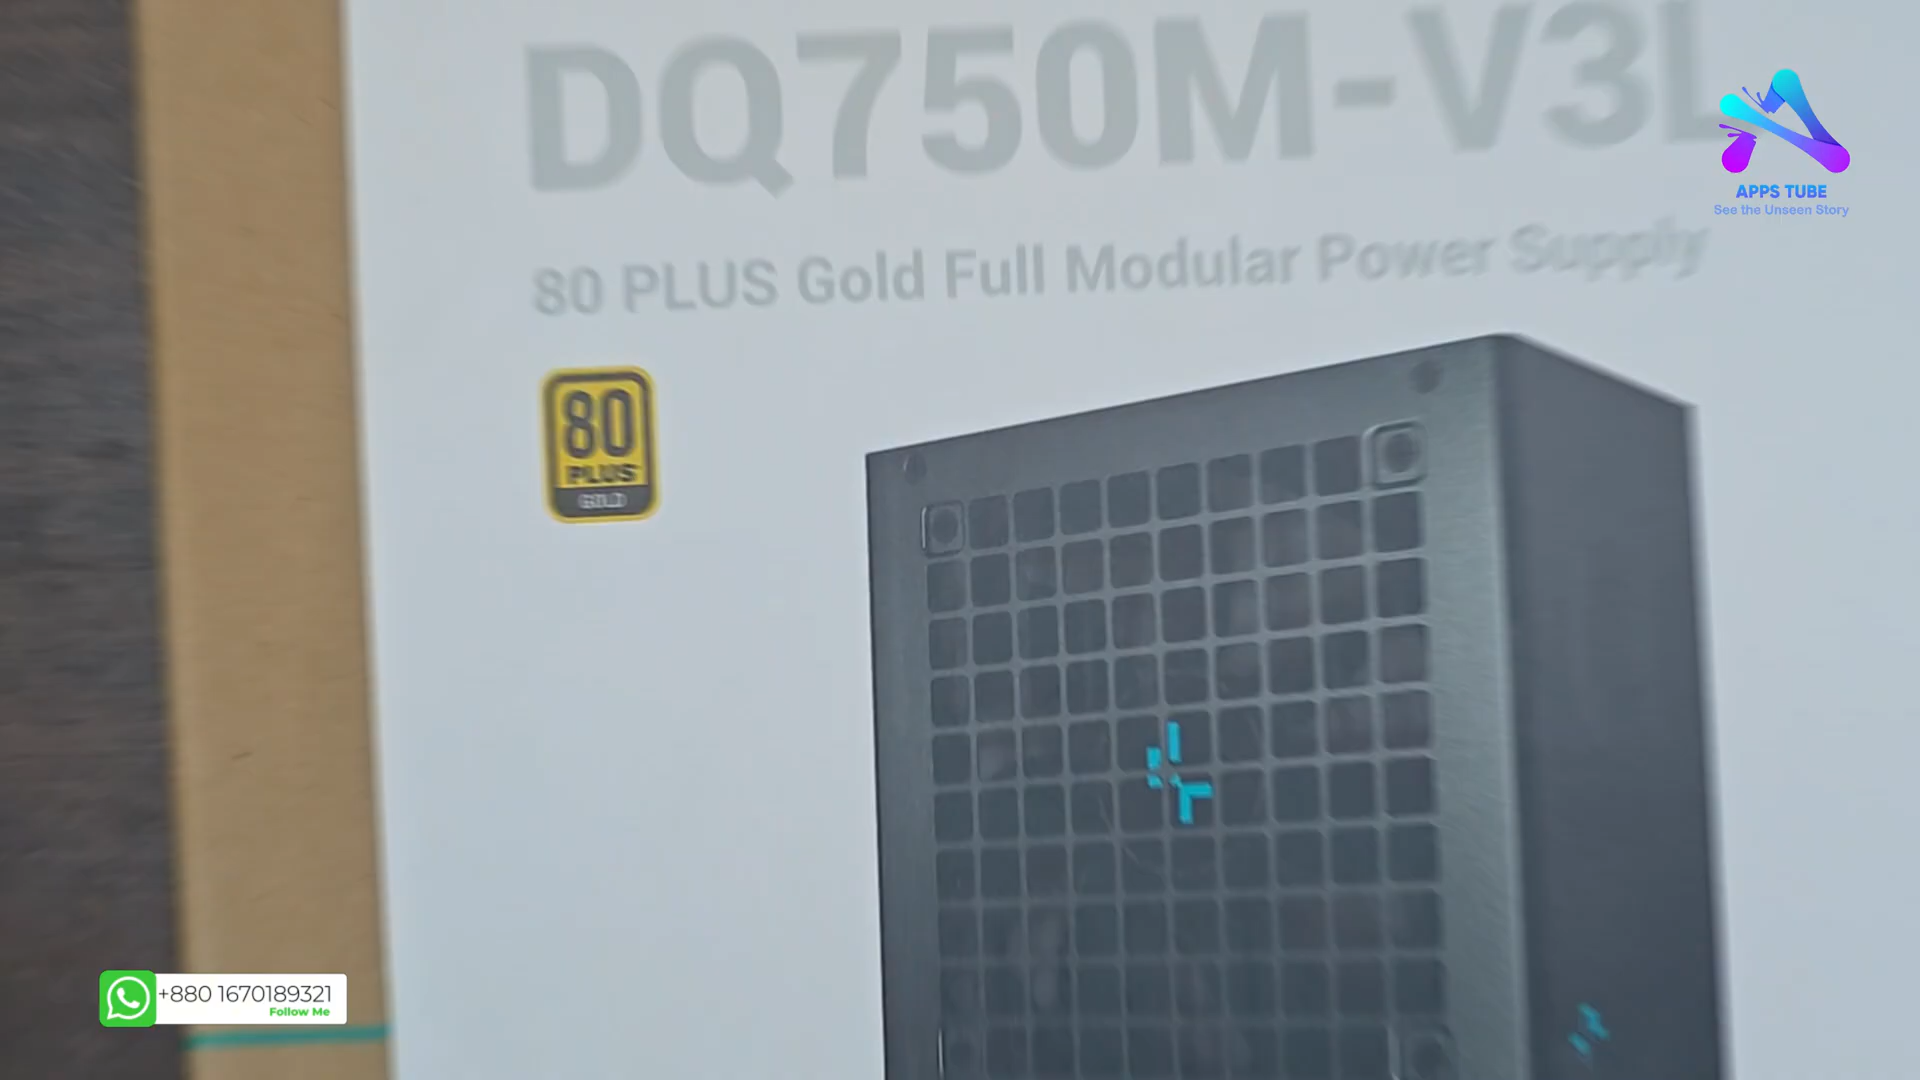 DQ750M-V3L
80 PLUS Gold Full Modular Power Supply
80
PLUS
GOLD
APPS TUBE
See the Unseen Story
+880 1670189321
Follow Me